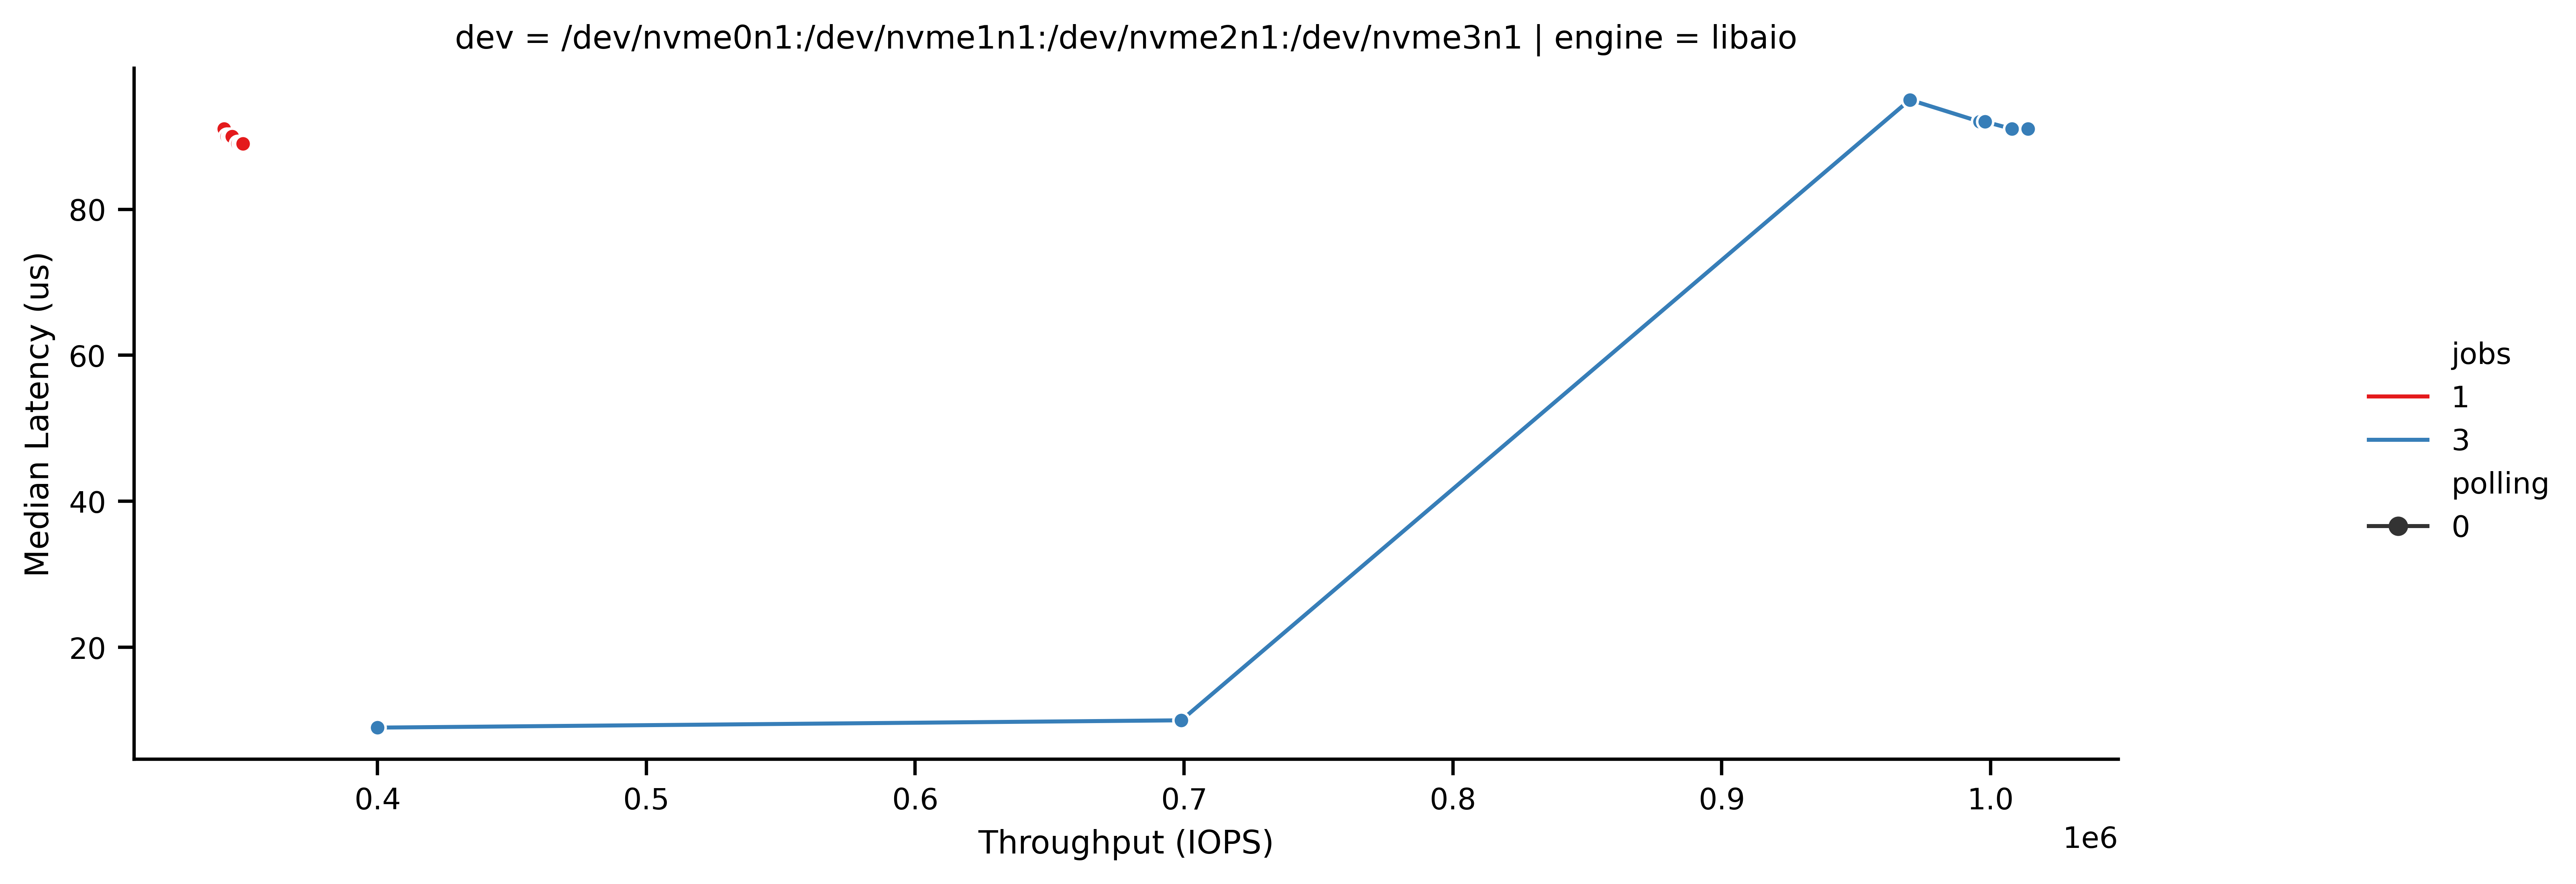 dev = /dev/nvme0n1:/dev/nvme1n1:/dev/nvme2n1:/dev/nvme3n1 | engine = libaio
Median Latency (us)
80
60
40
20
0.4
0.5
0.6
0.7
0.8
0.9
1.0
1e6
Throughput (IOPS)
jobs
1
3
polling
0